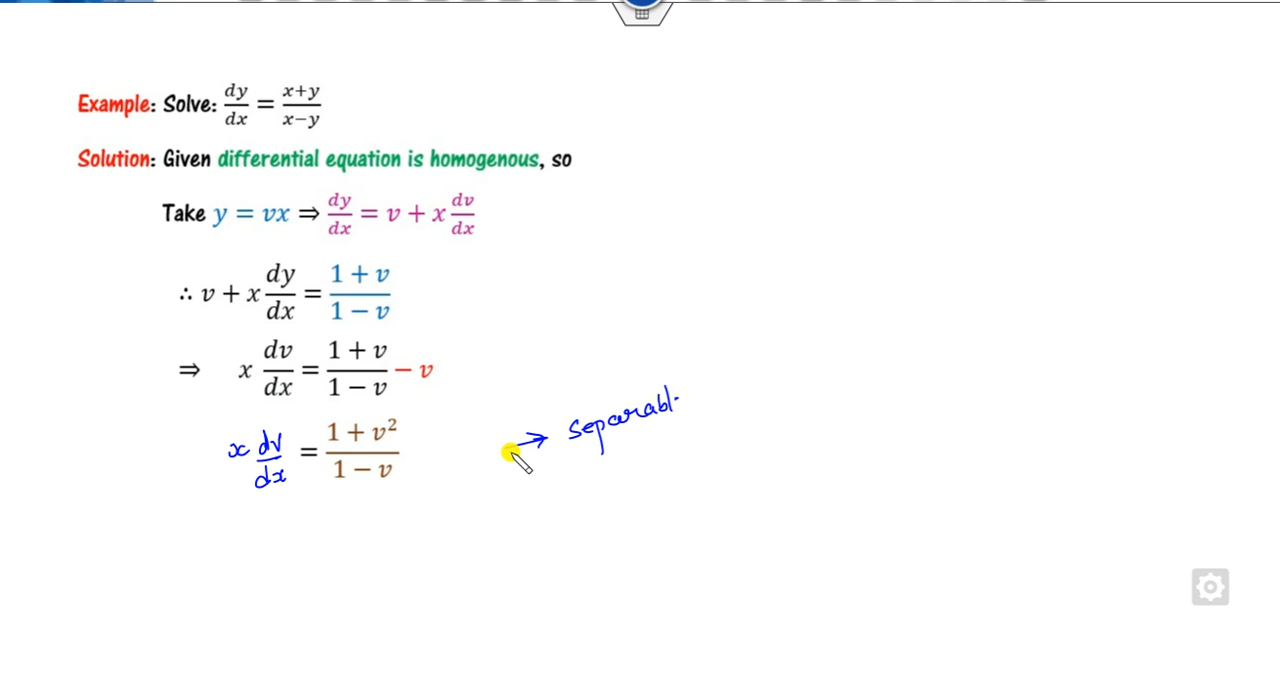 Example: Solve: dy/dx = x+y/x−y
Solution: Given differential equation is homogenous, so
Take y = vx ⇒ dy/dx = v + x dv/dx
∴ v + x dy/dx = 1 + v/1 − v
⇒ x dv/dx = 1 + v/1 − v − v
x dv/dx = 1 + v²/1 − v → separabl.